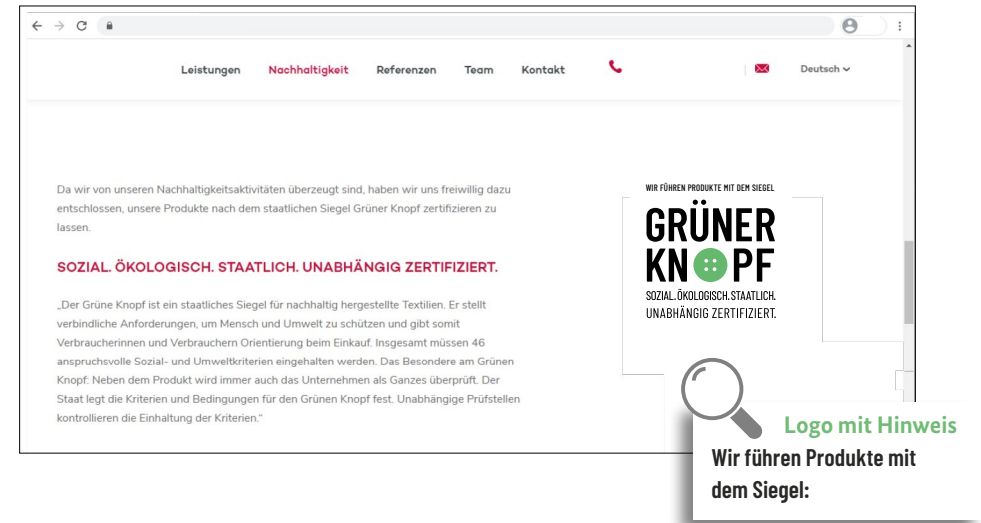 Leistungen Nachhaltigkeit Referenzen Team Kontakt Deutsch
Da wir von unseren Nachhaltigkeitsaktivitäten überzeugt sind, haben wir uns freiwillig dazu
entschlossen, unsere Produkte nach dem staatlichen Siegel Grüner Knopf zertifizieren zu
lassen.
SOZIAL. ÖKOLOGISCH. STAATLICH. UNABHÄNGIG ZERTIFIZIERT.
„Der Grüne Knopf ist ein staatliches Siegel für nachhaltig hergestellte Textilien. Er stellt
verbindliche Anforderungen, um Mensch und Umwelt zu schützen und gibt somit
Verbraucherinnen und Verbrauchern Orientierung beim Einkauf. Insgesamt müssen 46
anspruchsvolle Sozial- und Umweltkriterien eingehalten werden. Das Besondere am Grünen
Knopf: Neben dem Produkt wird immer auch das Unternehmen als Ganzes überprüft. Der
Staat legt die Kriterien und Bedingungen für den Grünen Knopf fest. Unabhängige Prüfstellen
kontrollieren die Einhaltung der Kriterien.“
WIR FÜHREN PRODUKTE MIT DEM SIEGEL
GRÜNER
KNOPF
SOZIAL. ÖKOLOGISCH. STAATLICH.
UNABHÄNGIG ZERTIFIZIERT.
Logo mit Hinweis
Wir führen Produkte mit
dem Siegel: